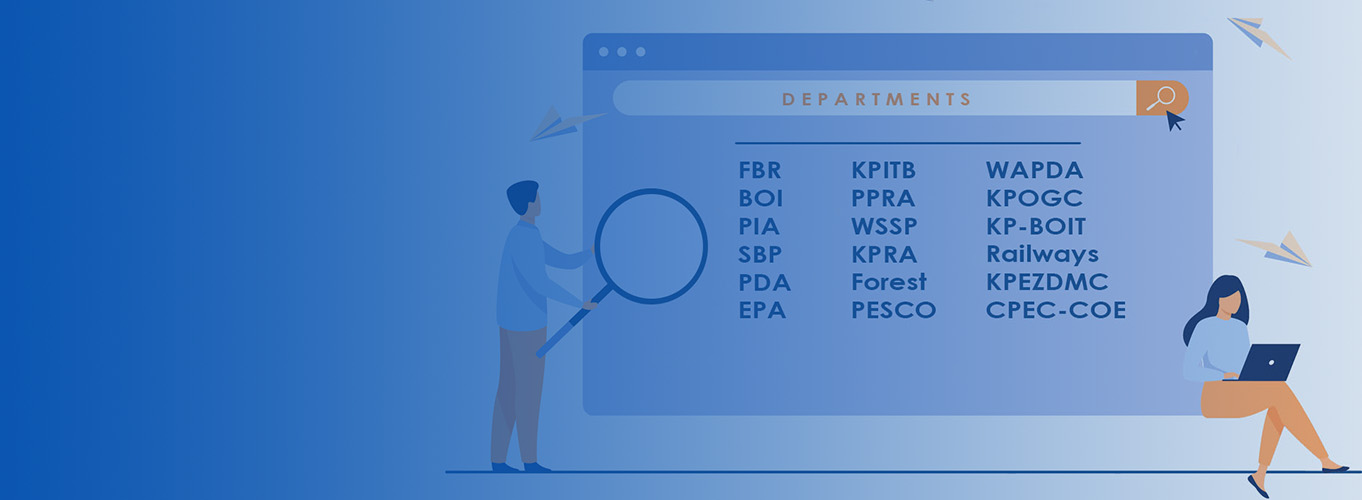 DEPARTMENTS
FBR KPITB WAPDA
BOI PPRA KPOGC
PIA WSSP KP-BOIT
SBP KPRA Railways
PDA Forest KPEZDMC
EPA PESCO CPEC-COE